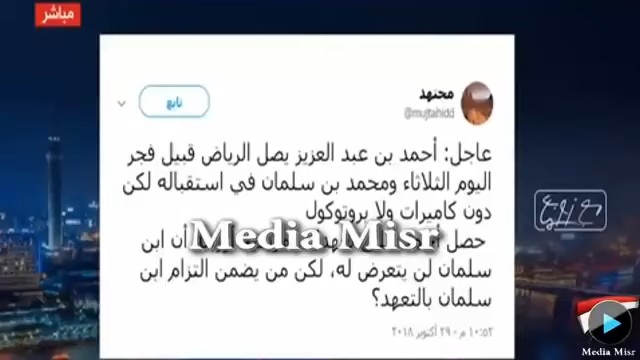 مباشر
مجتهد
@mujtahidd
تابع
عاجل: أحمد بن عبد العزيز يصل الرياض قبيل فجر
اليوم الثلاثاء ومحمد بن سلمان في استقباله لكن
دون كاميرات ولا بروتوكول
حصل أن ابن
Media Misr
سلمان لن يتعرض له، لكن من يضمن التزام ابن
سلمان بالتعهد؟
١٠:٥٢ م - ٢٩ أكتوبر ٢٠١٨
Media Misr